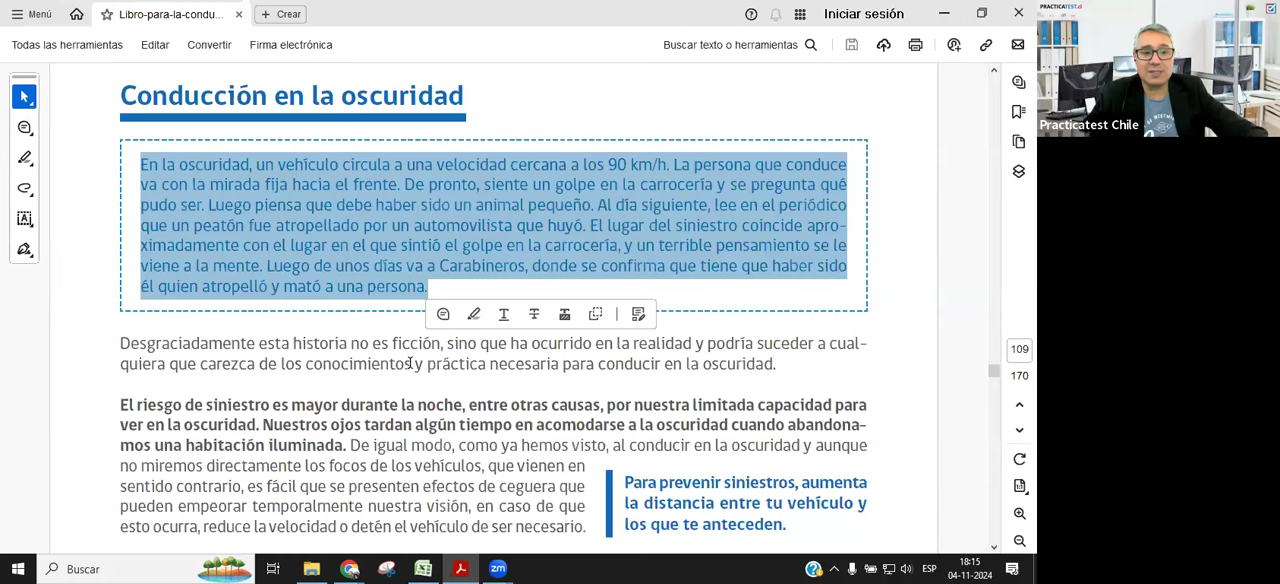 Menú
Libro-para-la-condu...
Crear
Iniciar sesión
PRACTICATEST.cl
Todas las herramientas
Editar
Convertir
Firma electrónica
Buscar texto o herramientas
Practicatest Chile
Conducción en la oscuridad
En la oscuridad, un vehículo circula a una velocidad cercana a los 90 km/h. La persona que conduce
va con la mirada fija hacia el frente. De pronto, siente un golpe en la carrocería y se pregunta qué
pudo ser. Luego piensa que debe haber sido un animal pequeño. Al día siguiente, lee en el periódico
que un peatón fue atropellado por un automovilista que huyó. El lugar del siniestro coincide apro-
ximadamente con el lugar en el que sintió el golpe en la carrocería, y un terrible pensamiento se le
viene a la mente. Luego de unos días va a Carabineros, donde se confirma que tiene que haber sido
él quien atropelló y mató a una persona.
Desgraciadamente esta historia no es ficción, sino que ha ocurrido en la realidad y podría suceder a cual-
quiera que carezca de los conocimientos y práctica necesaria para conducir en la oscuridad.
109
170
El riesgo de siniestro es mayor durante la noche, entre otras causas, por nuestra limitada capacidad para
ver en la oscuridad. Nuestros ojos tardan algún tiempo en acomodarse a la oscuridad cuando abandona-
mos una habitación iluminada. De igual modo, como ya hemos visto, al conducir en la oscuridad y aunque
no miremos directamente los focos de los vehículos, que vienen en
sentido contrario, es fácil que se presenten efectos de ceguera que
pueden empeorar temporalmente nuestra visión, en caso de que
esto ocurra, reduce la velocidad o detén el vehículo de ser necesario.
Para prevenir siniestros, aumenta
la distancia entre tu vehículo y
los que te anteceden.
Buscar
zm
ESP
18:15
04-11-2024